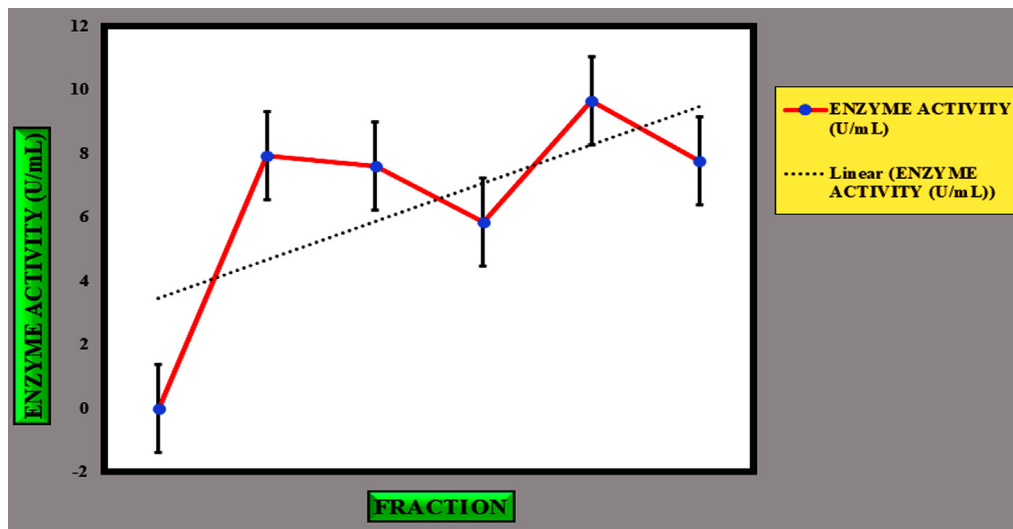 12
10
8
6
4
2
0
-2
ENZYME ACTIVITY (U/mL)
FRACTION
ENZYME ACTIVITY
(U/mL)
Linear (ENZYME
ACTIVITY (U/mL))